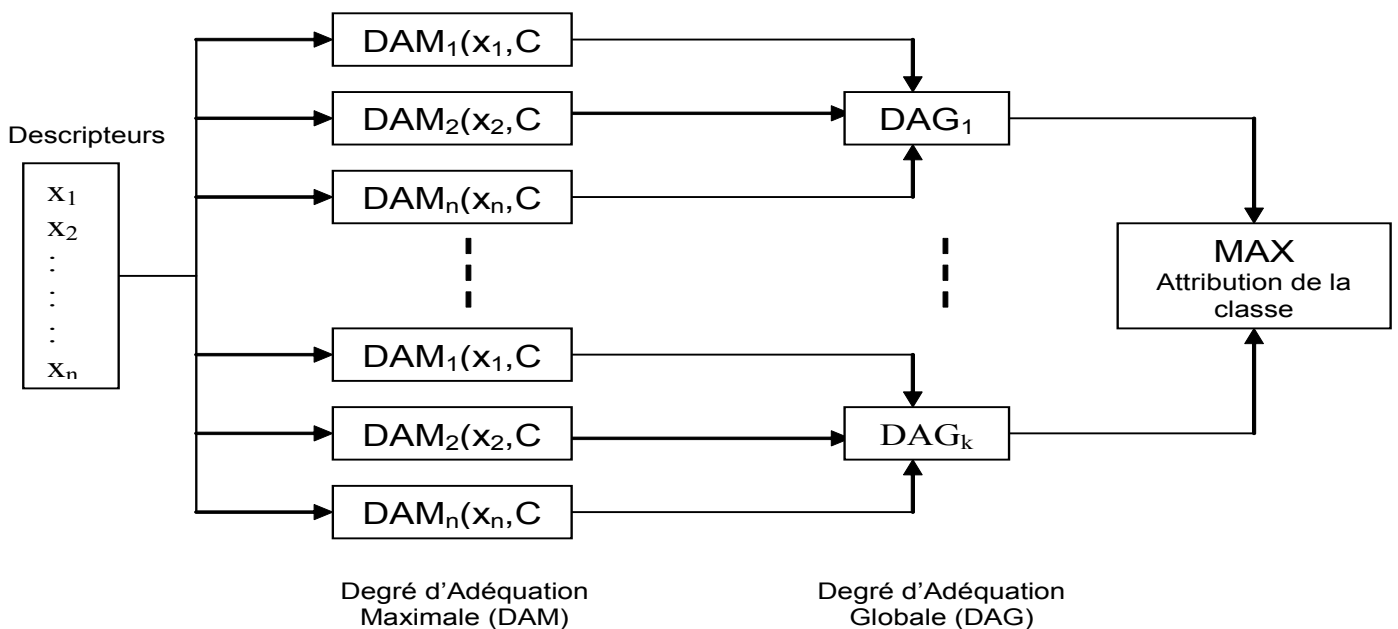 Descripteurs
x₁
x₂
⋮
xₙ
DAM₁(x₁,C
DAM₂(x₂,C
DAMₙ(xₙ,C
DAM₁(x₁,C
DAM₂(x₂,C
DAMₙ(xₙ,C
Degré d’Adéquation
Maximale (DAM)
DAG₁
DAGₖ
Degré d’Adéquation
Globale (DAG)
MAX
Attribution de la
classe